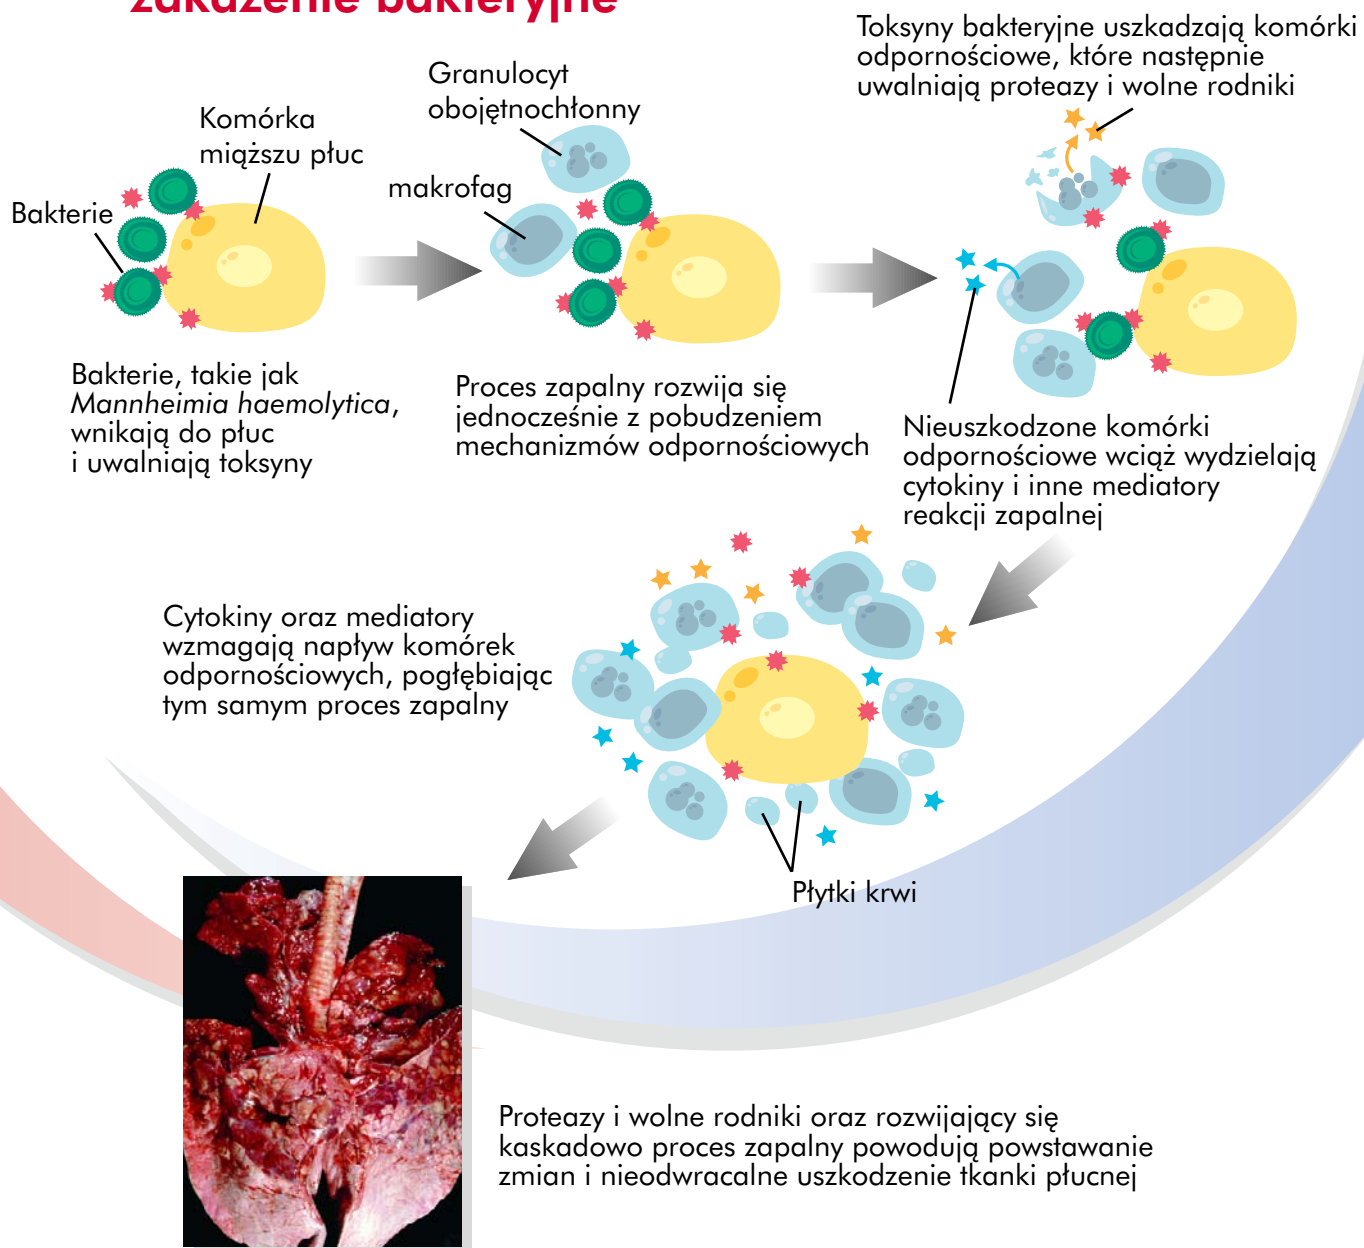 zakażenie bakteryjne
Komórka
miąższu płuc
Bakterie
Bakterie, takie jak
Mannheimia haemolytica,
wnikają do płuc
i uwalniają toksyny
Granulocyt
obojętnochłonny
makrofag
Proces zapalny rozwija się
jednocześnie z pobudzeniem
mechanizmów odpornościowych
Toksyny bakteryjne uszkadzają komórki
odpornościowe, które następnie
uwalniają proteazy i wolne rodniki
Nieuszkodzone komórki
odpornościowe wciąż wydzielają
cytokiny i inne mediatory
reakcji zapalnej
Cytokiny oraz mediatory
wzmagają napływ komórek
odpornościowych, pogłębiając
tym samym proces zapalny
Płytki krwi
Proteazy i wolne rodniki oraz rozwijający się
kaskadowo proces zapalny powodują powstawanie
zmian i nieodwracalne uszkodzenie tkanki płucnej